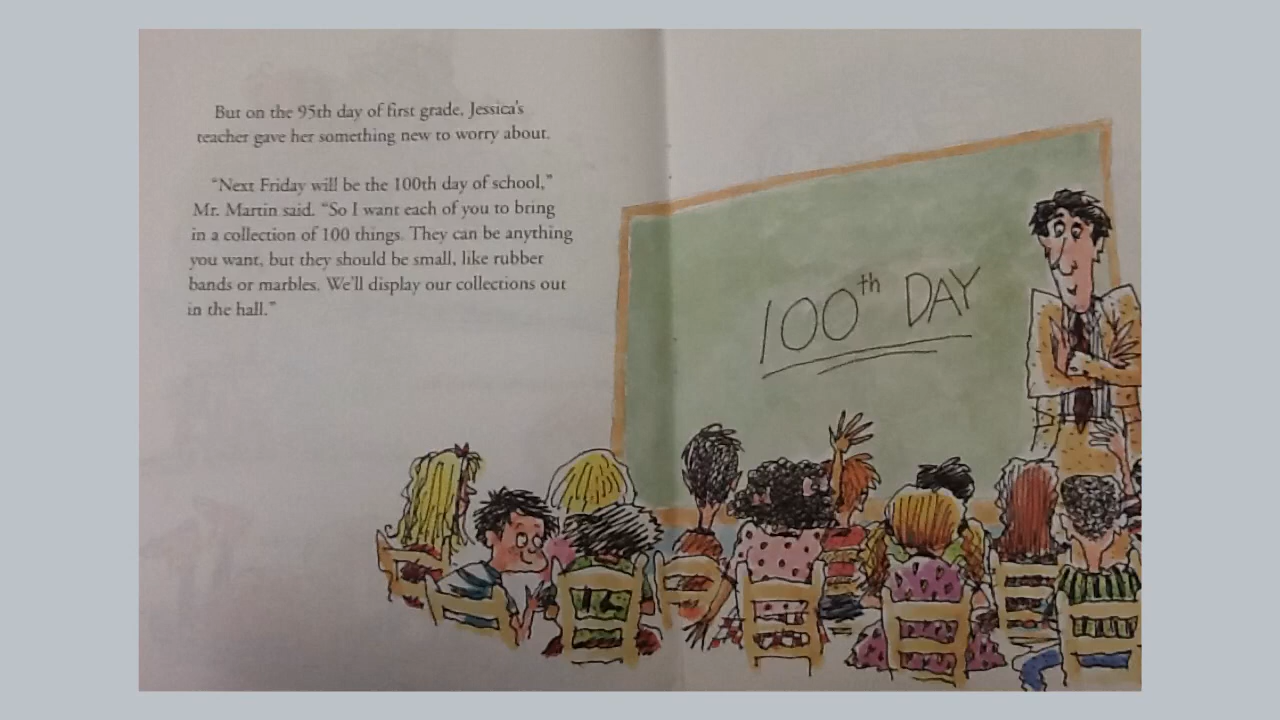 But on the 95th day of first grade, Jessica's
teacher gave her something new to worry about.
"Next Friday will be the 100th day of school,"
Mr. Martin said. "So I want each of you to bring
in a collection of 100 things. They can be anything
you want, but they should be small, like rubber
bands or marbles. We'll display our collections out
in the hall."
100th DAY